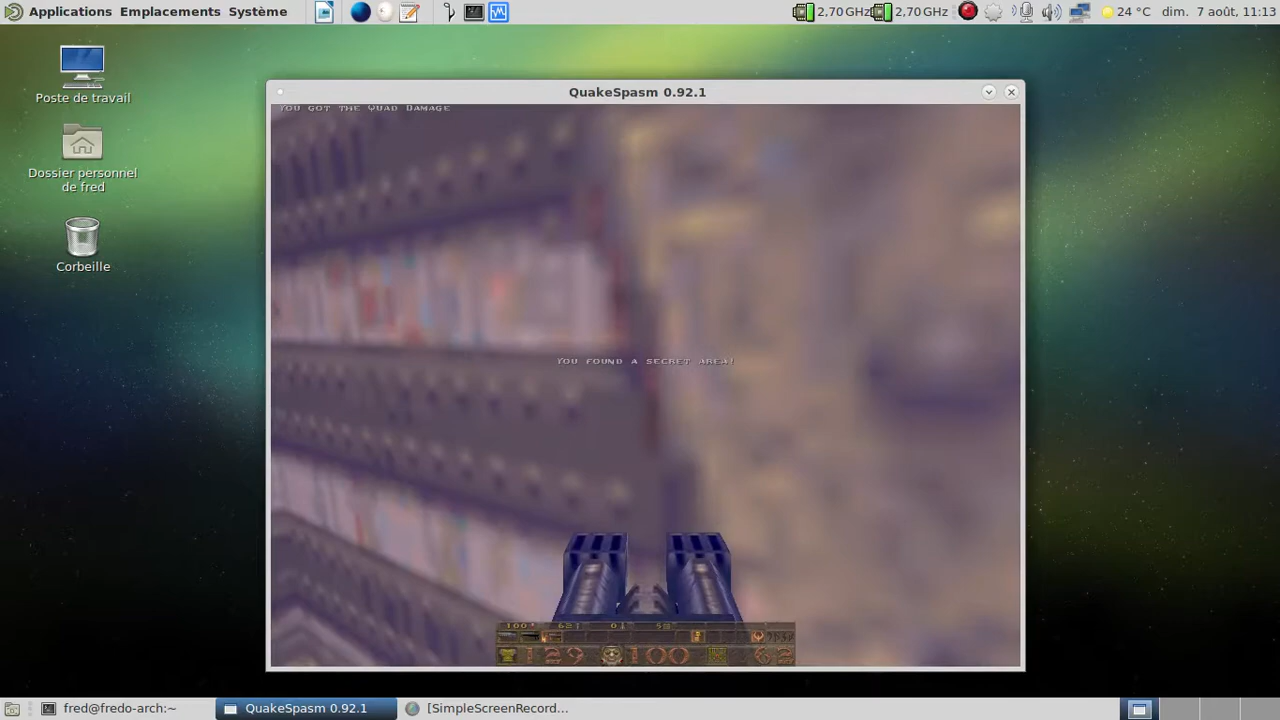 Applications Emplacements Système
2,70 GHz 2,70 GHz 24 °C dim. 7 août, 11:13
Poste de travail
Dossier personnel
de fred
Corbeille
QuakeSpasm 0.92.1
You got the Quad Damage
You found a secret area!
129 100 62
fred@fredo-arch:~
QuakeSpasm 0.92.1
[SimpleScreenRecord...